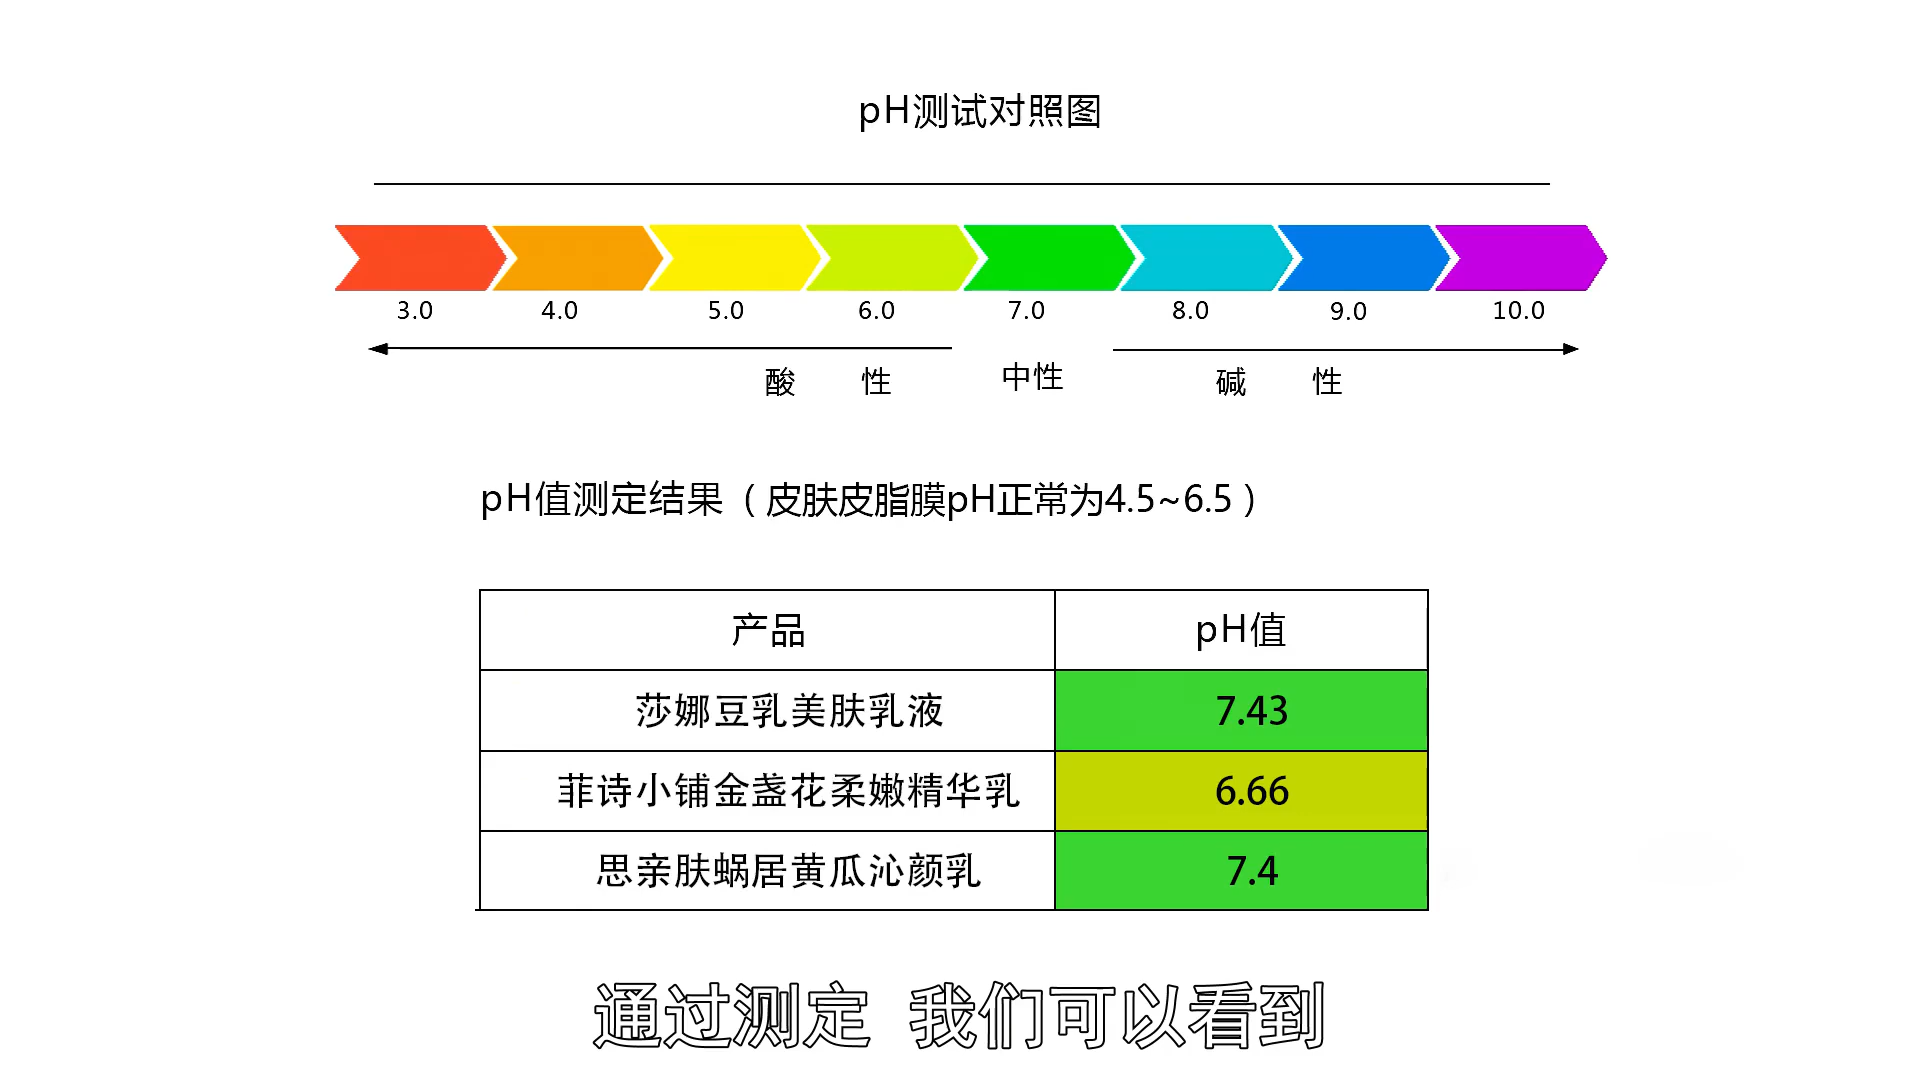 pH测试对照图
3.0 4.0 5.0 6.0 7.0 8.0 9.0 10.0
酸 性 中性 碱 性
pH值测定结果（皮肤皮脂膜pH正常为4.5~6.5）
产品 pH值
莎娜豆乳美肤乳液 7.43
菲诗小铺金盏花柔嫩精华乳 6.66
思亲肤蜗居黄瓜沁颜乳 7.4
通过测定 我们可以看到